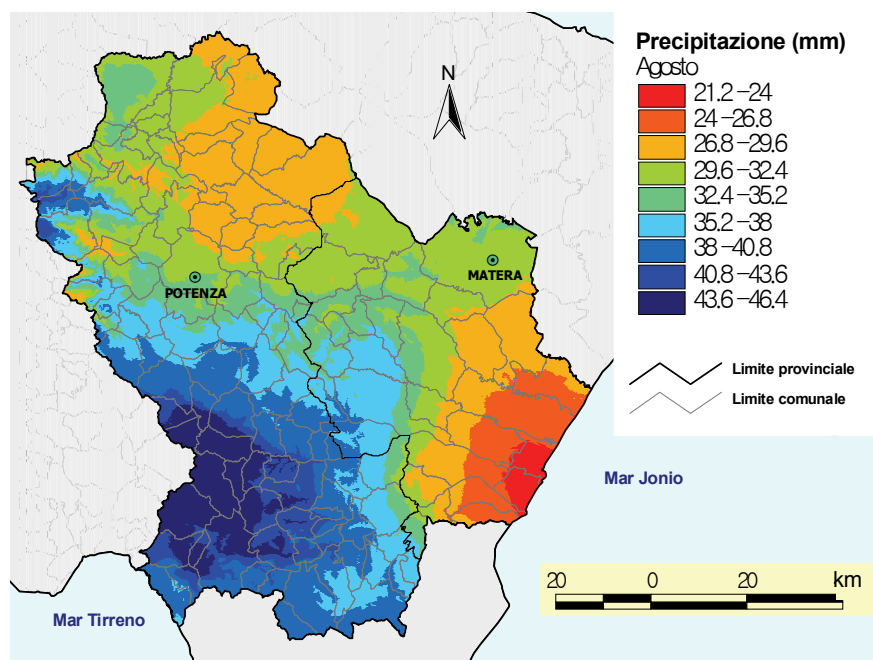 Precipitazione (mm)
Agosto
21.2 –24
24 –26.8
26.8 –29.6
29.6 –32.4
32.4 –35.2
35.2 –38
38 –40.8
40.8 –43.6
43.6 –46.4
Limite provinciale
Limite comunale
N
MATERA
POTENZA
Mar Jonio
Mar Tirreno
20 0 20 km